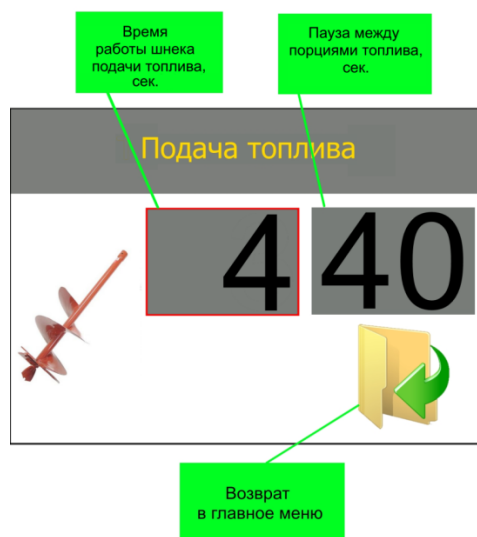 Время
работы шнека
подачи топлива,
сек.
Пауза между
порциями топлива,
сек.
Подача топлива
4
40
Возврат
в главное меню